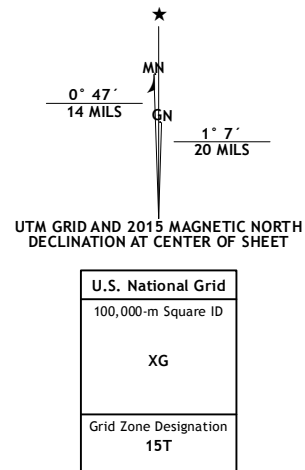 ★
MN
0° 47´
14 MILS
GN
1° 7´
20 MILS
UTM GRID AND 2015 MAGNETIC NORTH
DECLINATION AT CENTER OF SHEET
U.S. National Grid
100,000-m Square ID
XG
Grid Zone Designation
15T